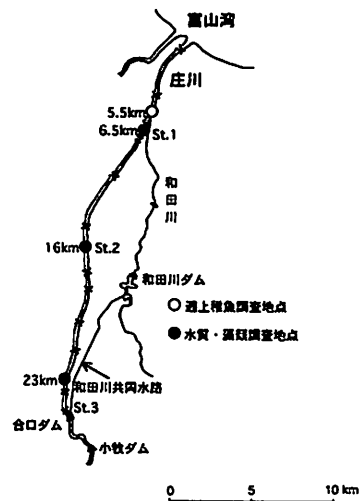 富山湾
庄川
5.5km
6.5km
St.1
和田川
16km
St.2
和田川ダム
○遡上稚魚調査地点
●水質・藻類調査地点
23km
和田川共同水路
St.3
合口ダム
小牧ダム
0 5 10 km